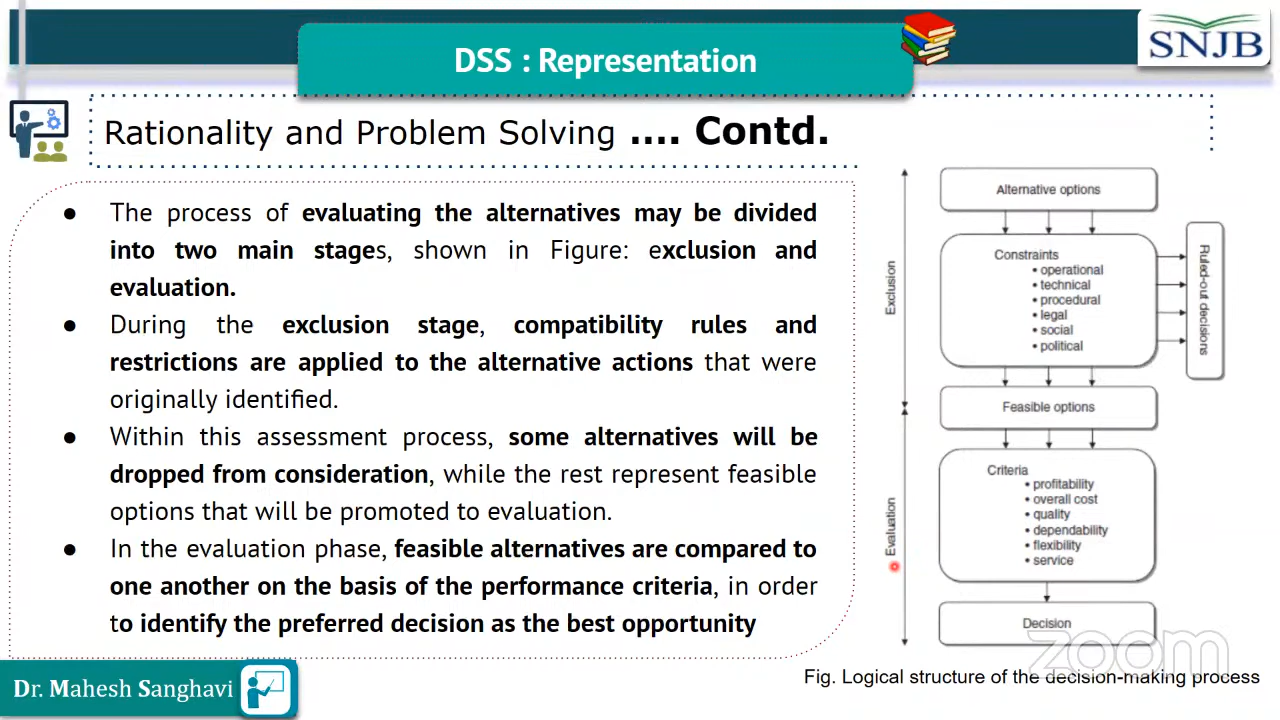 DSS : Representation
SNJB
Rationality and Problem Solving .... Contd.
● The process of evaluating the alternatives may be divided
into two main stages, shown in Figure: exclusion and
evaluation.
● During the exclusion stage, compatibility rules and
restrictions are applied to the alternative actions that were
originally identified.
● Within this assessment process, some alternatives will be
dropped from consideration, while the rest represent feasible
options that will be promoted to evaluation.
● In the evaluation phase, feasible alternatives are compared to
one another on the basis of the performance criteria, in order
to identify the preferred decision as the best opportunity
Alternative options
Exclusion
Constraints
• operational
• technical
• procedural
• legal
• social
• political
Ruled-out decisions
Feasible options
Evaluation
Criteria
• profitability
• overall cost
• quality
• dependability
• flexibility
• service
Decision
zoom
Fig. Logical structure of the decision-making process
Dr. Mahesh Sanghavi